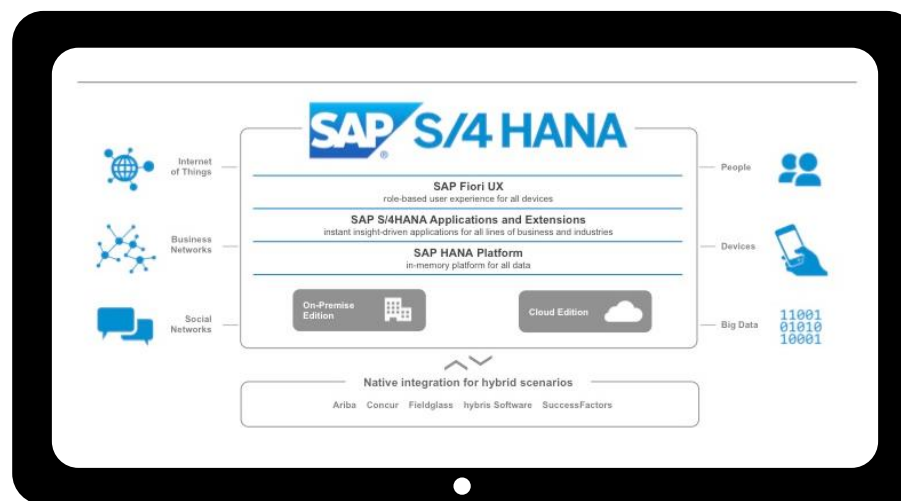 SAP ®
S/4 HANA
Internet
of Things
Business
Networks
Social
Networks
SAP Fiori UX
role-based user experience for all devices
SAP S/4HANA Applications and Extensions
instant insight-driven applications for all lines of business and industries
SAP HANA Platform
in-memory platform for all data
On-Premise
Edition
Cloud Edition
People
Devices
Big Data
11001
01010
10001
Native integration for hybrid scenarios
Ariba Concur Fieldglass hybris Software SuccessFactors